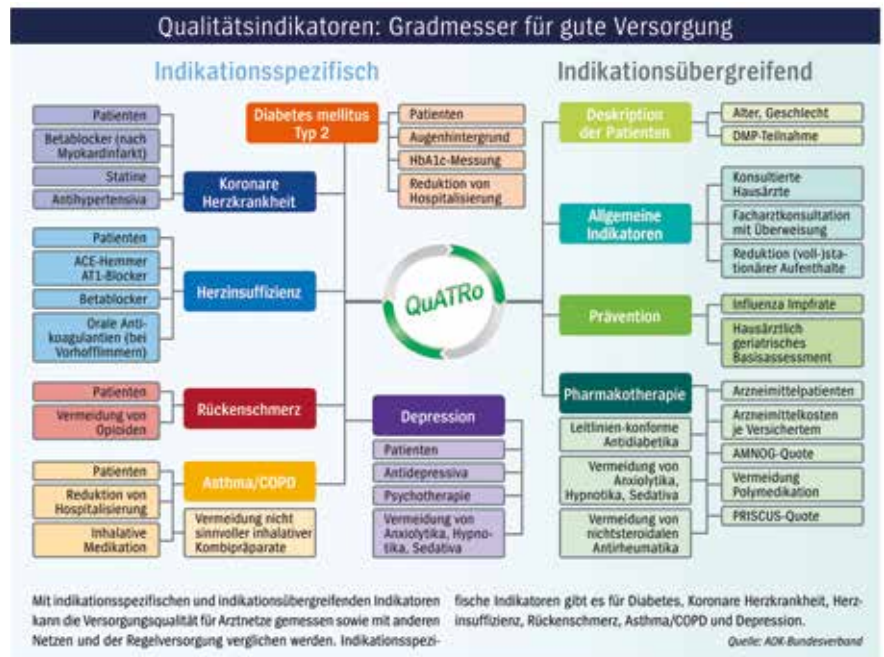 Qualitätsindikatoren: Gradmesser für gute Versorgung
Indikationsspezifisch
Indikationsübergreifend
Diabetes mellitus
Typ 2
Patienten
Augenhintergrund
HbA1c-Messung
Reduktion von
Hospitalisierung
Patienten
Betablocker (nach
Myokardinfarkt)
Statine
Antihypertensiva
Koronare
Herzkrankheit
Patienten
ACE-Hemmer
AT1-Blocker
Betablocker
Orale Anti-
koagulantien (bei
Vorhofflimmern)
Herzinsuffizienz
Patienten
Vermeidung von
Opioiden
Rückenschmerz
Patienten
Reduktion von
Hospitalisierung
Inhalative
Medikation
Asthma/COPD
Vermeidung nicht
sinnvoller inhalativer
Kombipräparate
QuATRo
Depression
Patienten
Antidepressiva
Psychotherapie
Vermeidung von
Anxiolytika, Hypno-
tika, Sedativa
Deskription
der Patienten
Alter, Geschlecht
DMP-Teilnahme
Allgemeine
Indikatoren
Konsultierte
Hausärzte
Facharztkonsultation
mit Überweisung
Reduktion (voll-)sta-
tionärer Aufenthalte
Prävention
Influenza Impfrate
Hausärztlich
geriatrisches
Basisassessment
Pharmakotherapie
Leitlinien-konforme
Antidiabetika
Vermeidung von
Anxiolytika,
Hypnotika, Sedativa
Vermeidung von
nichtsteroidalen
Antirheumatika
Arzneimittelpatienten
Arzneimittelkosten
je Versichertem
AMNOG-Quote
Vermeidung
Polymedikation
PRISCUS-Quote
Mit indikationsspezifischen und indikationsübergreifenden Indikatoren
kann die Versorgungsqualität für Arztnetze gemessen sowie mit anderen
Netzen und der Regelversorgung verglichen werden. Indikationsspezi-
fische Indikatoren gibt es für Diabetes, Koronare Herzkrankheit, Herz-
insuffizienz, Rückenschmerz, Asthma/COPD und Depression.
Quelle: AOK-Bundesverband